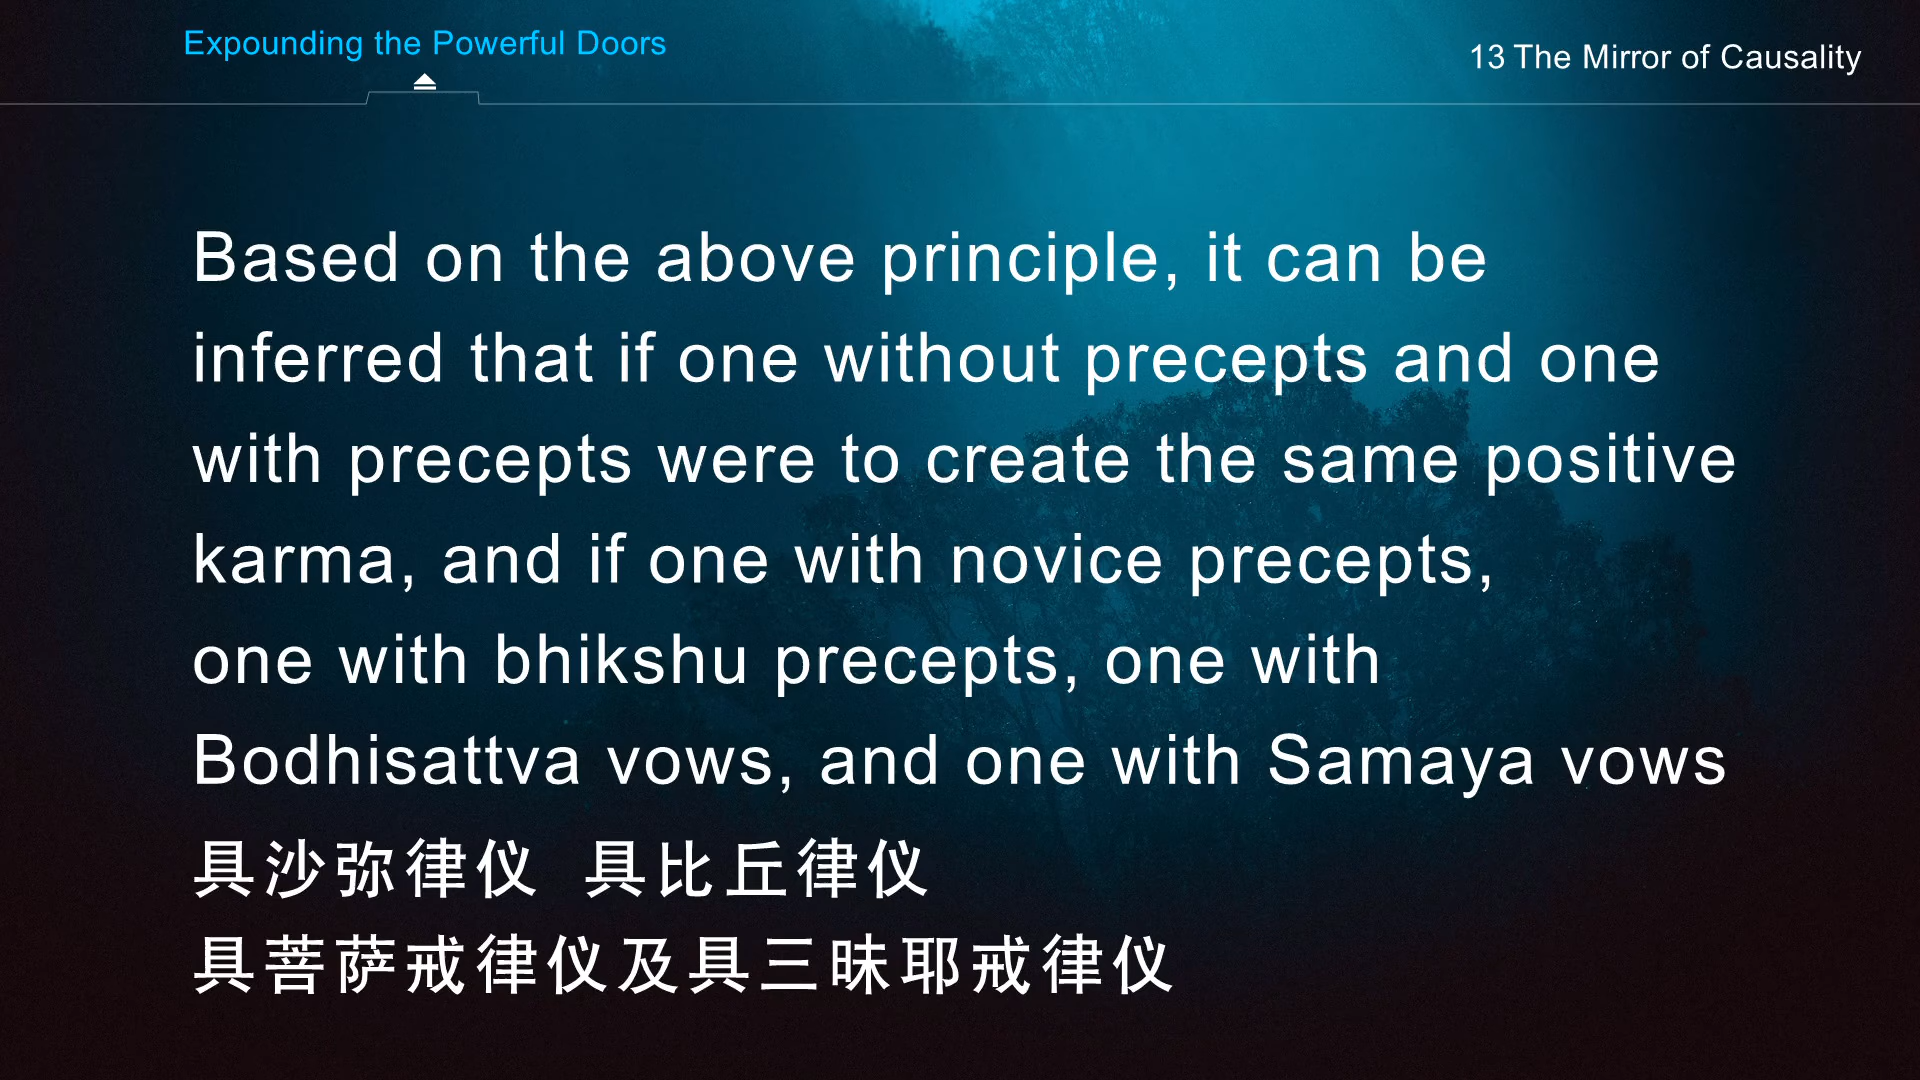 Expounding the Powerful Doors
13 The Mirror of Causality
Based on the above principle, it can be
inferred that if one without precepts and one
with precepts were to create the same positive
karma, and if one with novice precepts,
one with bhikshu precepts, one with
Bodhisattva vows, and one with Samaya vows
具沙弥律仪 具比丘律仪
具菩萨戒律仪及具三昧耶戒律仪